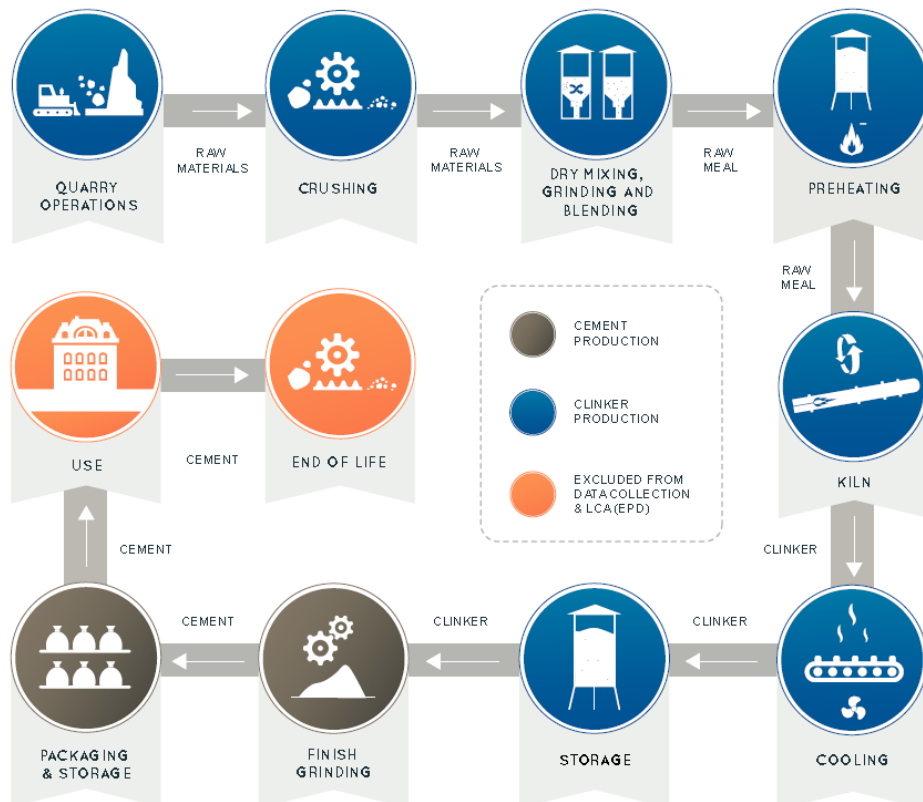 RAW
MATERIALS
RAW
MATERIALS
RAW
MEAL
QUARRY
OPERATIONS
CRUSHING
DRY MIXING,
GRINDING AND
BLENDING
PREHEATING
RAW
MEAL
CEMENT
PRODUCTION
CLINKER
PRODUCTION
EXCLUDED FROM
DATA COLLECTION
& LCA(EPD)
USE
CEMENT
END OF LIFE
KILN
CEMENT
CLINKER
CEMENT
CLINKER
CLINKER
PACKAGING
& STORAGE
FINISH
GRINDING
STORAGE
COOLING